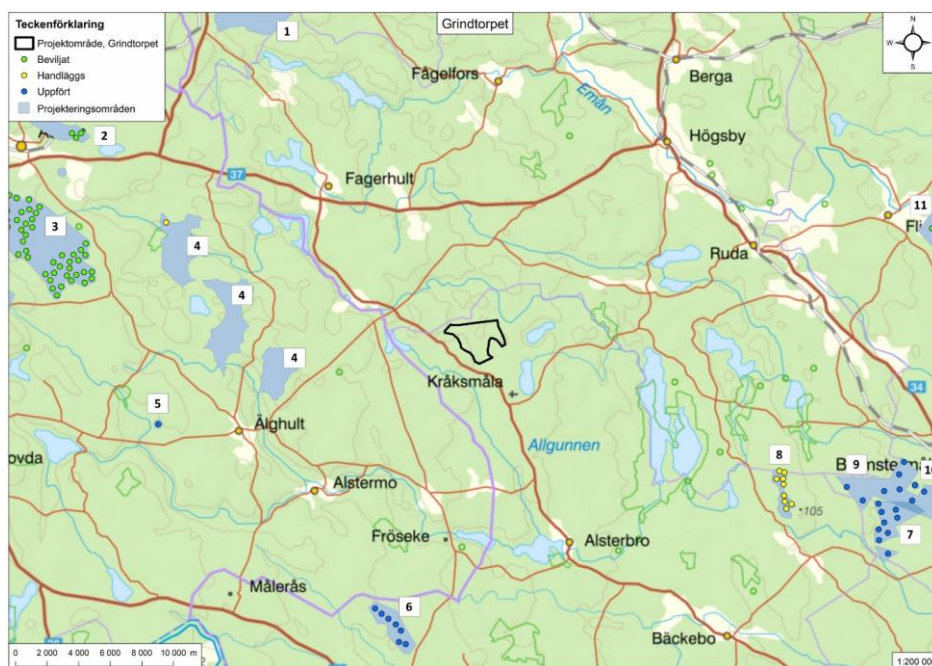 Teckenförklaring
Projektområde, Grindtorpet
Beviljat
Handläggs
Uppfört
Projekteringsområden
Grindtorpet
N
W E
S
1
Fågelfors
Berga
Emån
2
Högsby
37
Fagerhult
11
3
4
Ruda
4
Kråksmåla
4
34
5
Älghult
Allgunnen
8
9
10
Alstermo
105
7
Fröseke
Alsterbro
Målerås
6
Bäckebo
0 2 000 4 000 6 000 8 000 10 000 m